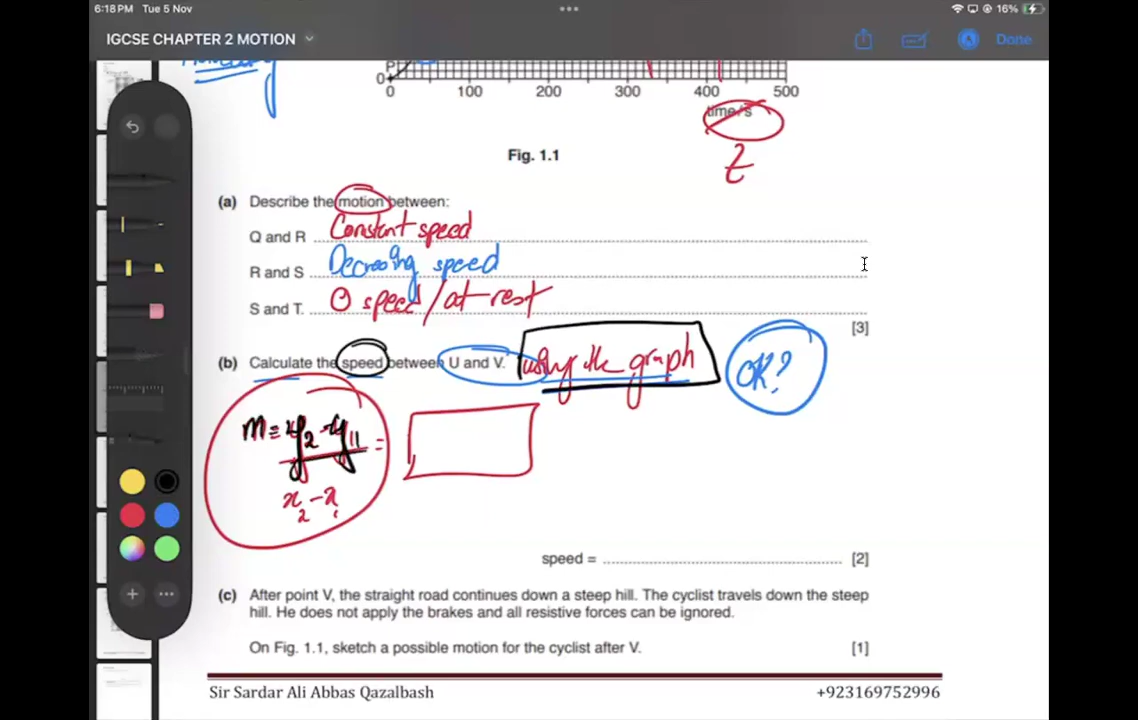 6:18 PM Tue 5 Nov
16%
IGCSE CHAPTER 2 MOTION
Done
P
0
0 100 200 300 400 500
time/s
t
Fig. 1.1
(a) Describe the motion between:
Q and R Constant speed
R and S Decreasing speed
S and T. 0 speed / at rest
[3]
(b) Calculate the speed between U and V. using the graph OK?
m = y2 - y1 =
x2 - x1
speed = [2]
(c) After point V, the straight road continues down a steep hill. The cyclist travels down the steep
hill. He does not apply the brakes and all resistive forces can be ignored.
On Fig. 1.1, sketch a possible motion for the cyclist after V. [1]
Sir Sardar Ali Abbas Qazalbash +923169752996